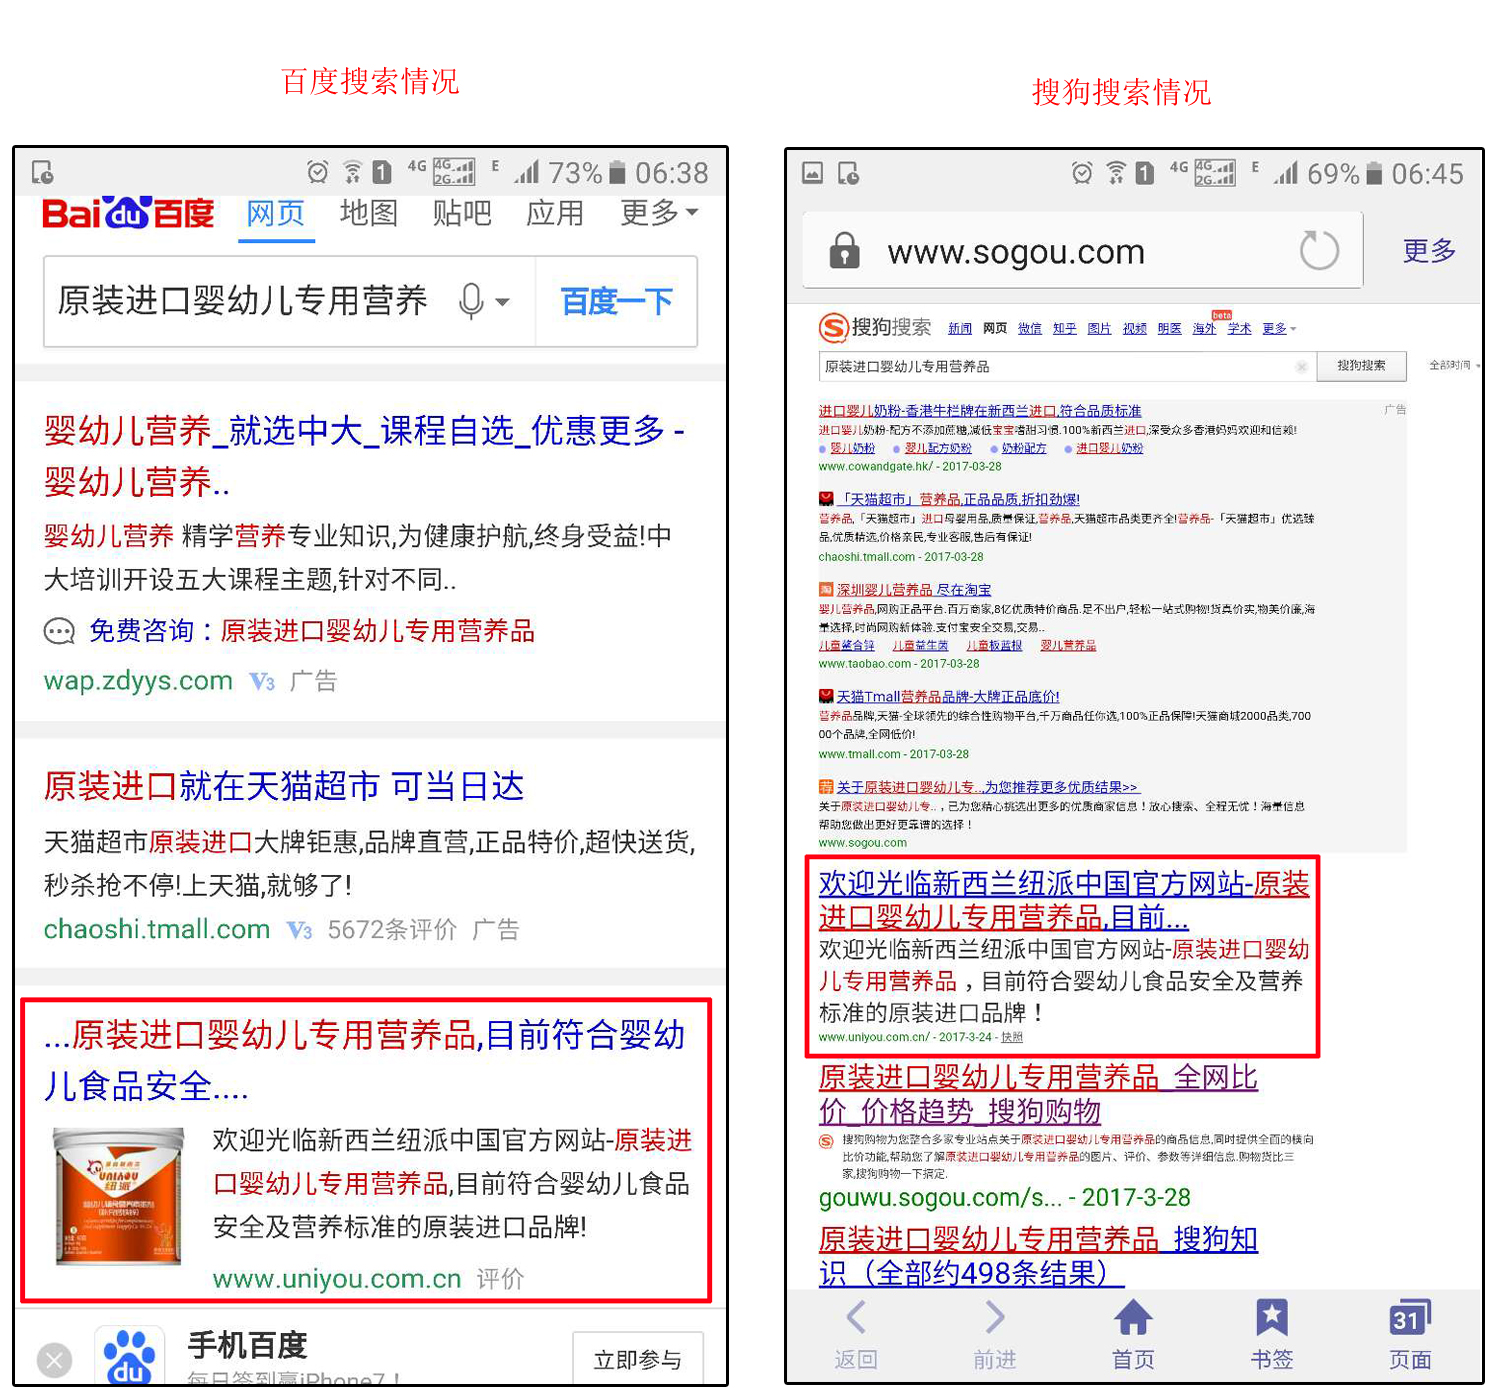 百度搜索情况
搜狗搜索情况
1 4G 4G 2G E 73% 06:38
Bai du 百度 网页 地图 贴吧 应用 更多
原装进口婴幼儿专用营养 百度一下
婴幼儿营养_就选中大_课程自选_优惠更多 -
婴幼儿营养..
婴幼儿营养 精学营养专业知识,为健康护航,终身受益!中
大培训开设五大课程主题,针对不同..
免费咨询：原装进口婴幼儿专用营养品
wap.zdyys.com V3 广告
原装进口就在天猫超市 可当日达
天猫超市原装进口大牌钜惠,品牌直营,正品特价,超快送货,
秒杀抢不停!上天猫,就够了!
chaoshi.tmall.com V3 5672条评价 广告
...原装进口婴幼儿专用营养品,目前符合婴幼
儿食品安全....
UNIYOU
纽派
欢迎光临新西兰纽派中国官方网站-原装进
口婴幼儿专用营养品,目前符合婴幼儿食品
安全及营养标准的原装进口品牌!
www.uniyou.com.cn 评价
du
手机百度
每日签到赢iPhone7！
立即参与
1 4G 4G 2G E 69% 06:45
www.sogou.com 更多
S 搜狗搜索 新闻 网页 微信 知乎 图片 视频 明医 海外 beta 学术 更多
原装进口婴幼儿专用营养品 搜狗搜索 全部时间
进口婴儿奶粉-香港牛栏牌在新西兰进口,符合品质标准 广告
进口婴儿奶粉-配方不添加蔗糖,减低宝宝嗜甜习惯.100%新西兰进口,深受众多香港妈妈欢迎和信赖!
婴儿奶粉 婴儿配方奶粉 奶粉配方 进口婴儿奶粉
www.cowandgate.hk/ - 2017-03-28
「天猫超市」营养品,正品品质,折扣劲爆!
营养品,「天猫超市」进口母婴用品,质量保证,营养品,天猫超市品类更齐全!营养品-「天猫超市」优选臻
品,优质精选,价格亲民,专业客服,售后有保证!
chaoshi.tmall.com - 2017-03-28
淘 深圳婴儿营养品 尽在淘宝
婴儿营养品,网购正品平台.百万商家,8亿优质特价商品.足不出户,轻松一站式购物!货真价实,物美价廉,海
量选择,时尚网购新体验.支付宝安全交易,交易..
儿童鳌合锌 儿童益生菌 儿童板蓝根 婴儿营养品
www.taobao.com - 2017-03-28
天猫Tmall营养品品牌-大牌正品底价!
营养品品牌,天猫-全球领先的综合性购物平台,千万商品任你选,100%正品保障!天猫商城2000品类,700
00个品牌,全网低价!
www.tmall.com - 2017-03-28
荐 关于原装进口婴幼儿专..,为您推荐更多优质结果>>
关于原装进口婴幼儿专..，已为您精心挑选出更多的优质商家信息！放心搜索、全程无忧！海量信息
帮助您做出更好更靠谱的选择！
www.sogou.com
欢迎光临新西兰纽派中国官方网站-原装
进口婴幼儿专用营养品,目前...
欢迎光临新西兰纽派中国官方网站-原装进口婴幼
儿专用营养品，目前符合婴幼儿食品安全及营养
标准的原装进口品牌！
www.uniyou.com.cn/ - 2017-3-24 - 快照
原装进口婴幼儿专用营养品_全网比
价_价格趋势_搜狗购物
S 搜狗购物为您整合多家专业站点关于原装进口婴幼儿专用营养品的商品信息,同时提供全面的横向
比价功能,帮助您了解原装进口婴幼儿专用营养品的图片、评价、参数等详细信息.购物货比三
家,搜狗购物一下搞定.
gouwu.sogou.com/s... - 2017-3-28
原装进口婴幼儿专用营养品_搜狗知
识（全部约498条结果）
返回 前进 首页 书签 31 页面